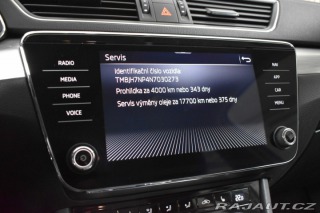 Servis
RADIO
MEDIA
PHONE
VOICE
Identifikační číslo vozidla
TMBJH7NP4N7030273
Prohlídka za 4000 km nebo 343 dny
Servis výměny oleje za 17700 km nebo 375 dny
NAV
APP
CAR
MENU
RAJAUT.CZ